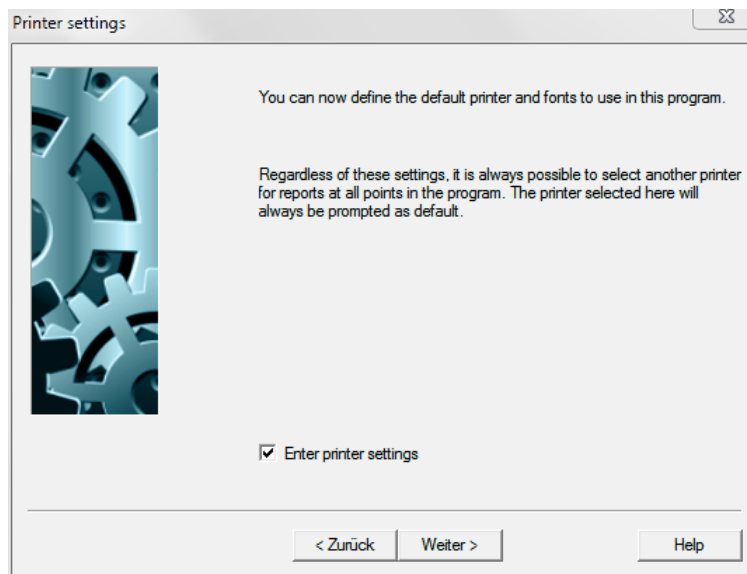 Printer settings
You can now define the default printer and fonts to use in this program.
Regardless of these settings, it is always possible to select another printer
for reports at all points in the program. The printer selected here will
always be prompted as default.
Enter printer settings
< Zurück Weiter > Help